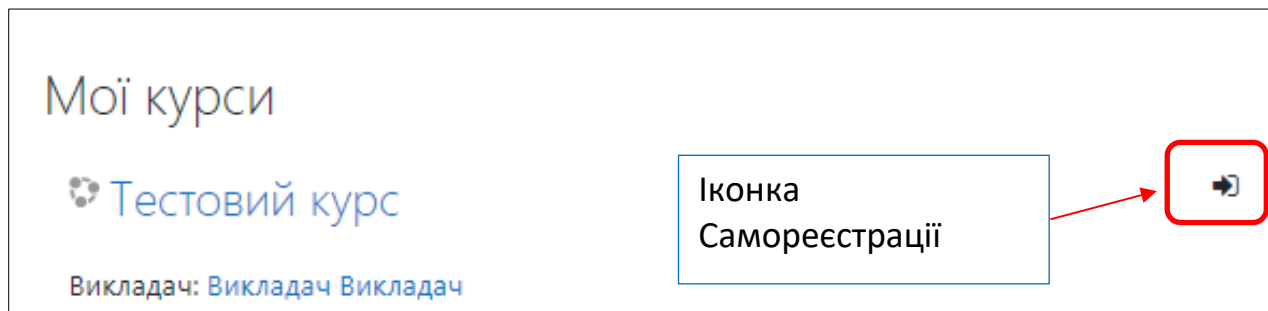 Мої курси
Тестовий курс
Іконка
Самореєстрації
Викладач: Викладач Викладач